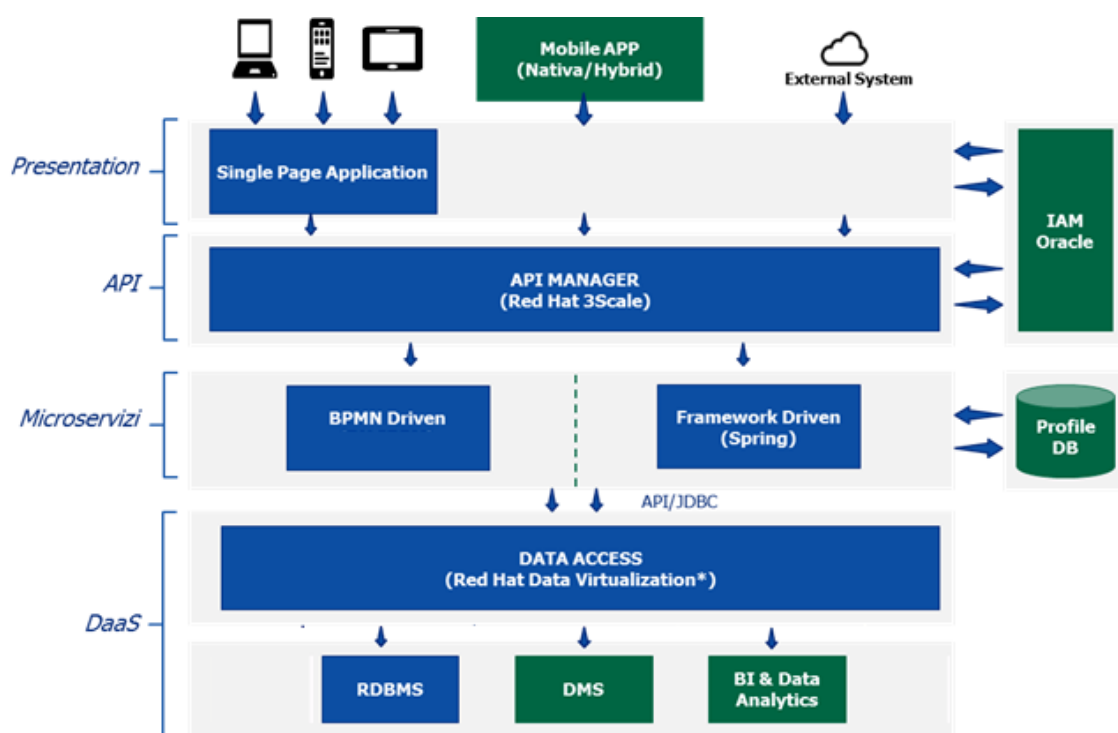 Mobile APP
(Nativa/Hybrid)
External System
Presentation
Single Page Application
IAM
Oracle
API
API MANAGER
(Red Hat 3Scale)
Microservizi
BPMN Driven
Framework Driven
(Spring)
Profile
DB
API/JDBC
DaaS
DATA ACCESS
(Red Hat Data Virtualization*)
RDBMS
DMS
BI & Data
Analytics